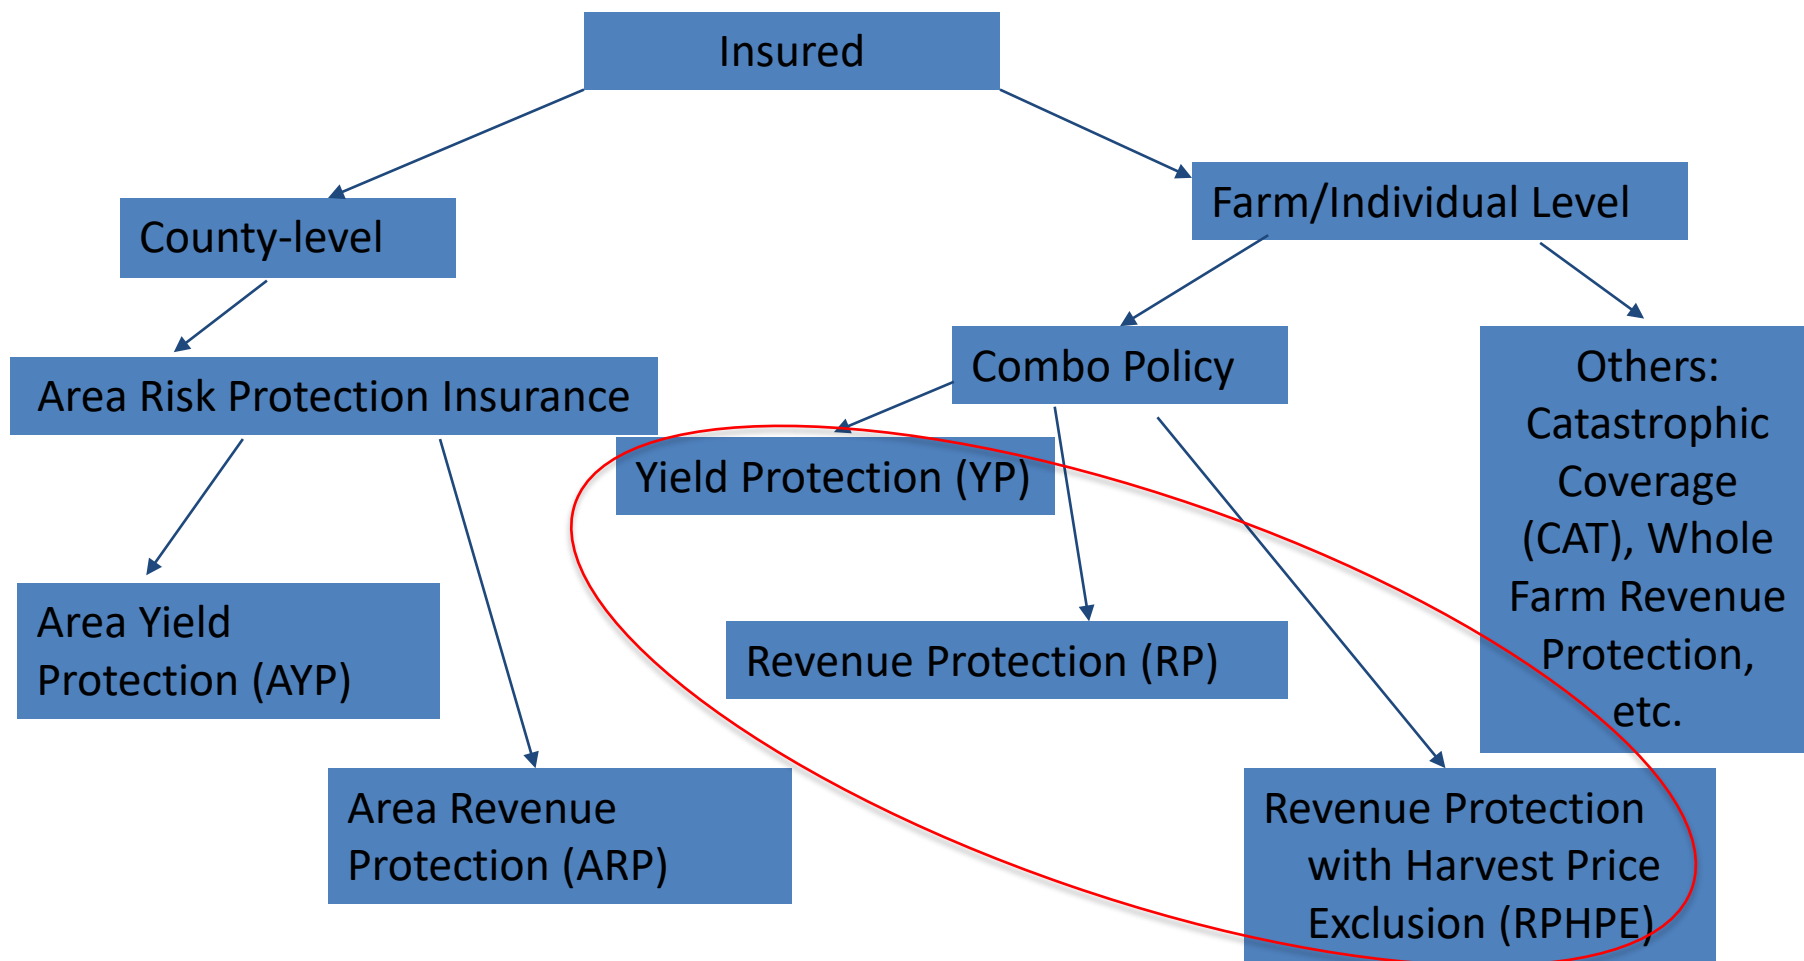 Insured
County-level
Farm/Individual Level
Area Risk Protection Insurance
Combo Policy
Others:
Catastrophic
Coverage
(CAT), Whole
Farm Revenue
Protection,
etc.
Yield Protection (YP)
Area Yield
Protection (AYP)
Revenue Protection (RP)
Area Revenue
Protection (ARP)
Revenue Protection
with Harvest Price
Exclusion (RPHPE)